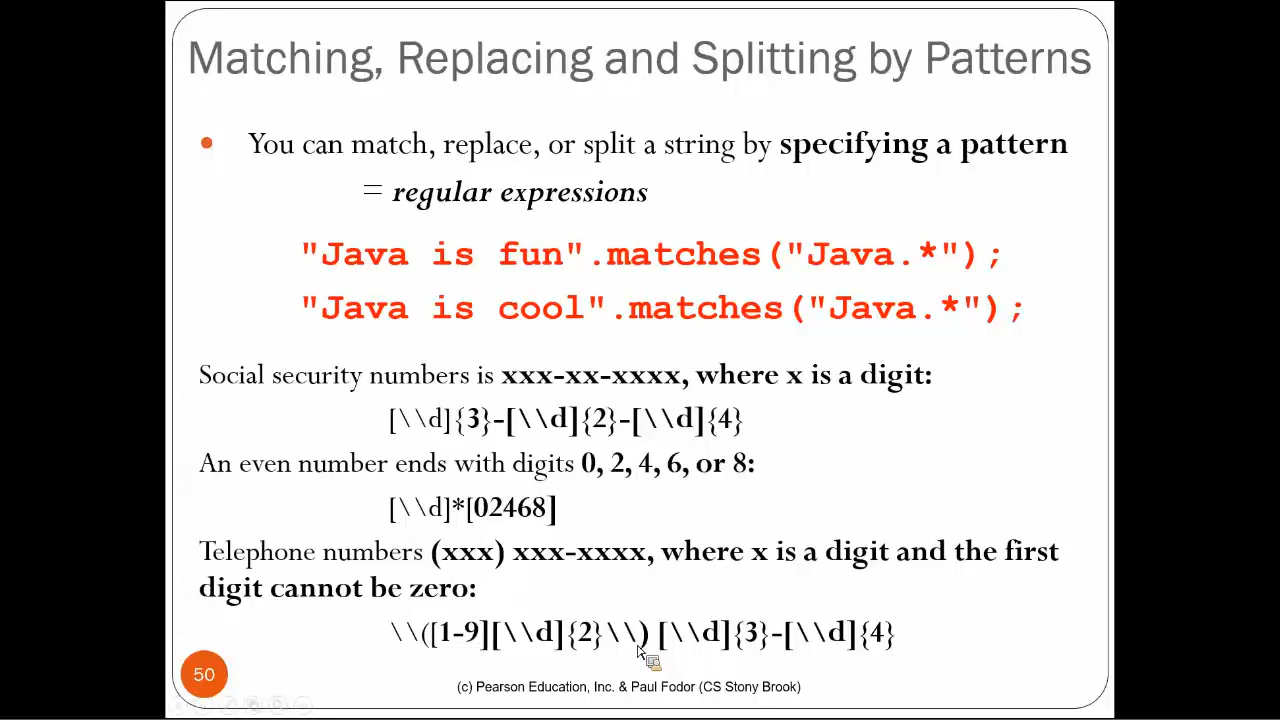 Matching, Replacing and Splitting by Patterns
• You can match, replace, or split a string by specifying a pattern
= regular expressions
"Java is fun".matches("Java.*");
"Java is cool".matches("Java.*");
Social security numbers is xxx-xx-xxxx, where x is a digit:
[\\d]{3}-[\\d]{2}-[\\d]{4}
An even number ends with digits 0, 2, 4, 6, or 8:
[\\d]*[02468]
Telephone numbers (xxx) xxx-xxxx, where x is a digit and the first
digit cannot be zero:
\\([1-9][\\d]{2}\\) [\\d]{3}-[\\d]{4}
50
(c) Pearson Education, Inc. & Paul Fodor (CS Stony Brook)